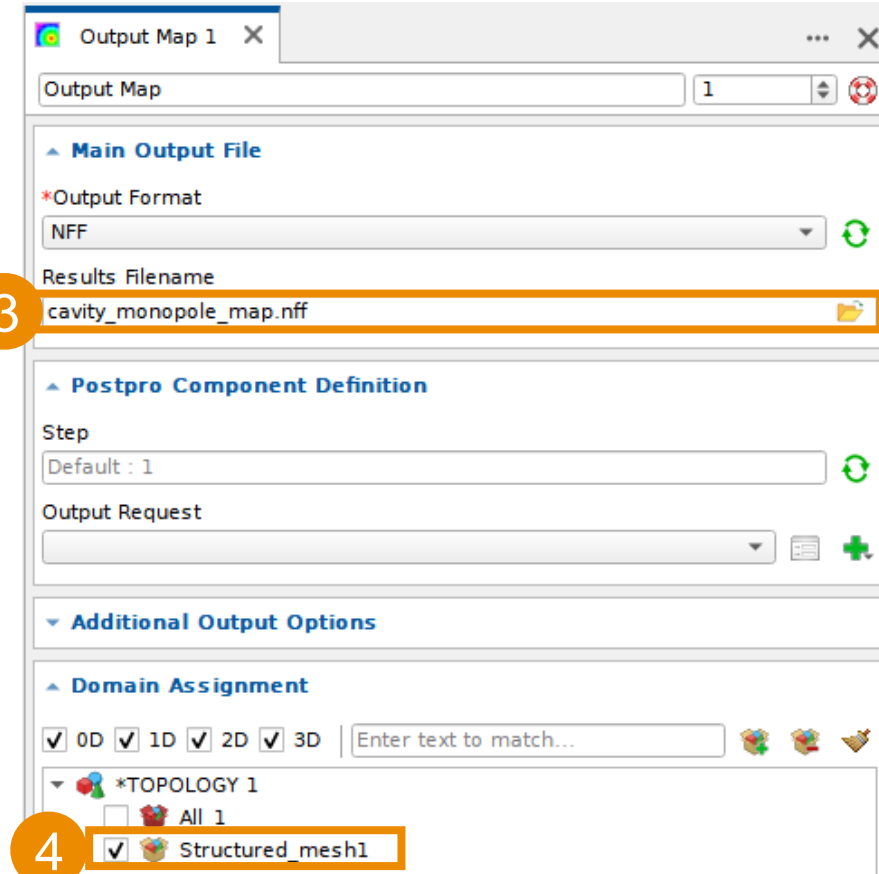 Output Map 1
Output Map 1
Main Output File
*Output Format
NFF
Results Filename
3 cavity_monopole_map.nff
Postpro Component Definition
Step
Default : 1
Output Request
Additional Output Options
Domain Assignment
0D 1D 2D 3D Enter text to match...
*TOPOLOGY 1
All 1
4 Structured_mesh1